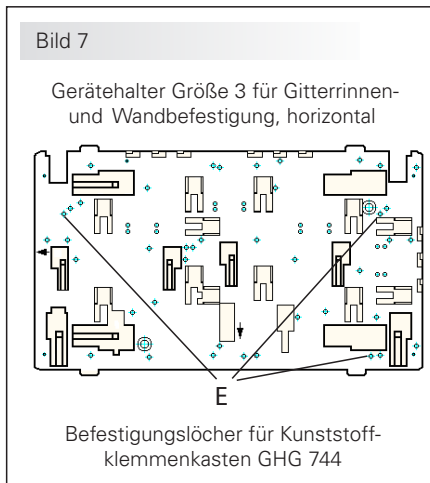 Bild 7
Gerätehalter Größe 3 für Gitterrinnen-
und Wandbefestigung, horizontal
E
Befestigungslöcher für Kunststoff-
klemmenkasten GHG 744